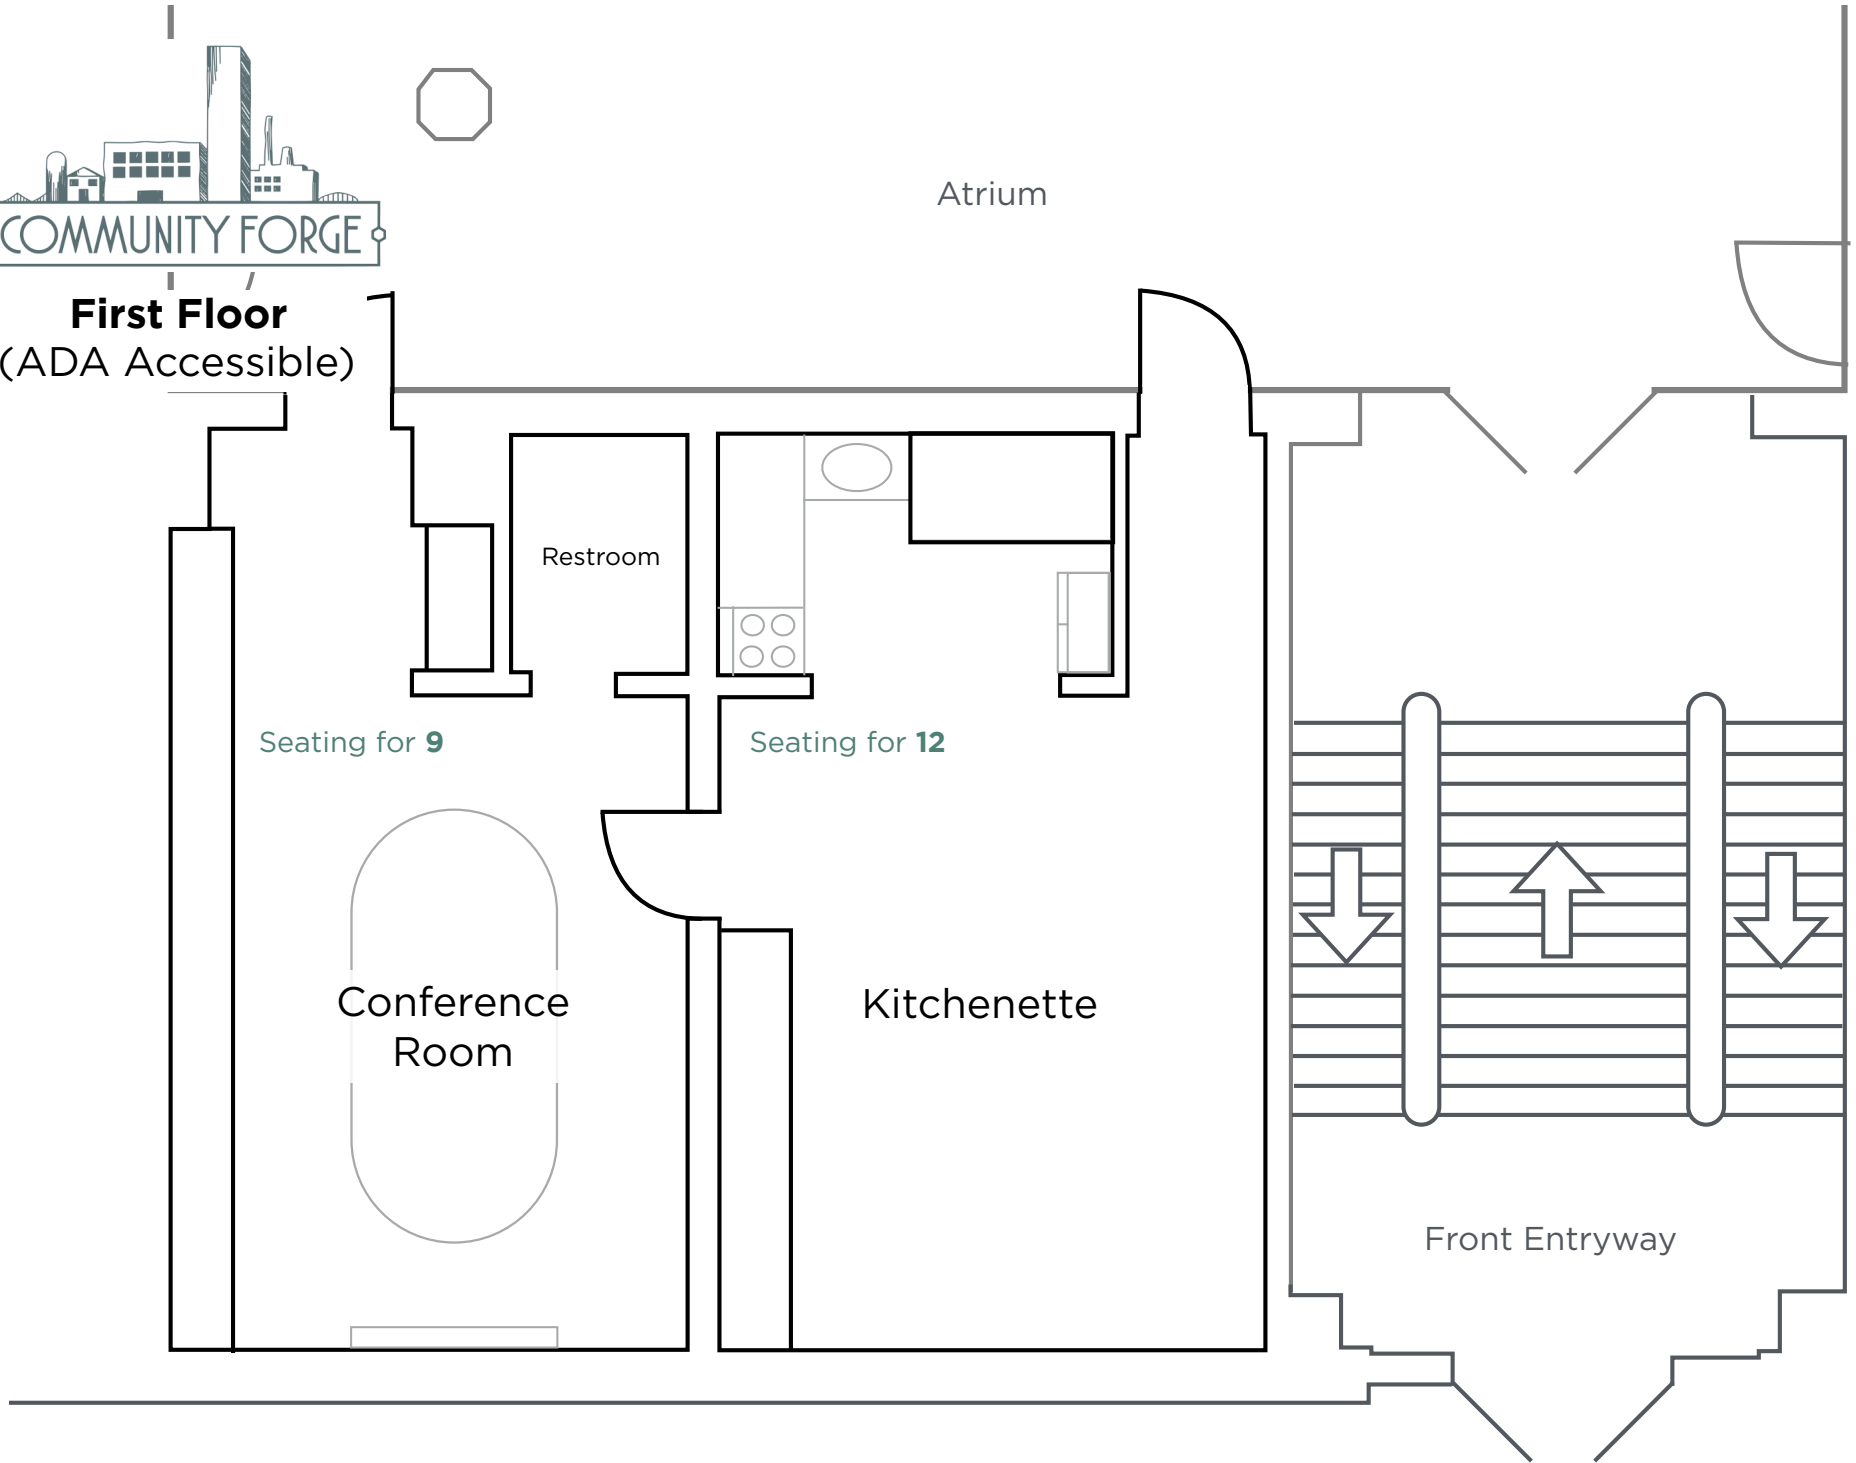 COMMUNITY FORGE
First Floor
(ADA Accessible)
Atrium
Restroom
Seating for 9
Seating for 12
Conference
Room
Kitchenette
Front Entryway